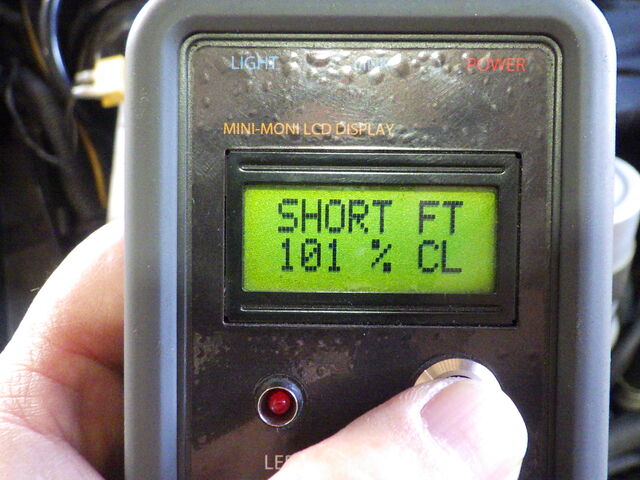 LIGHT POWER
MINI-MONI LCD DISPLAY
SHORT FT
101 % CL